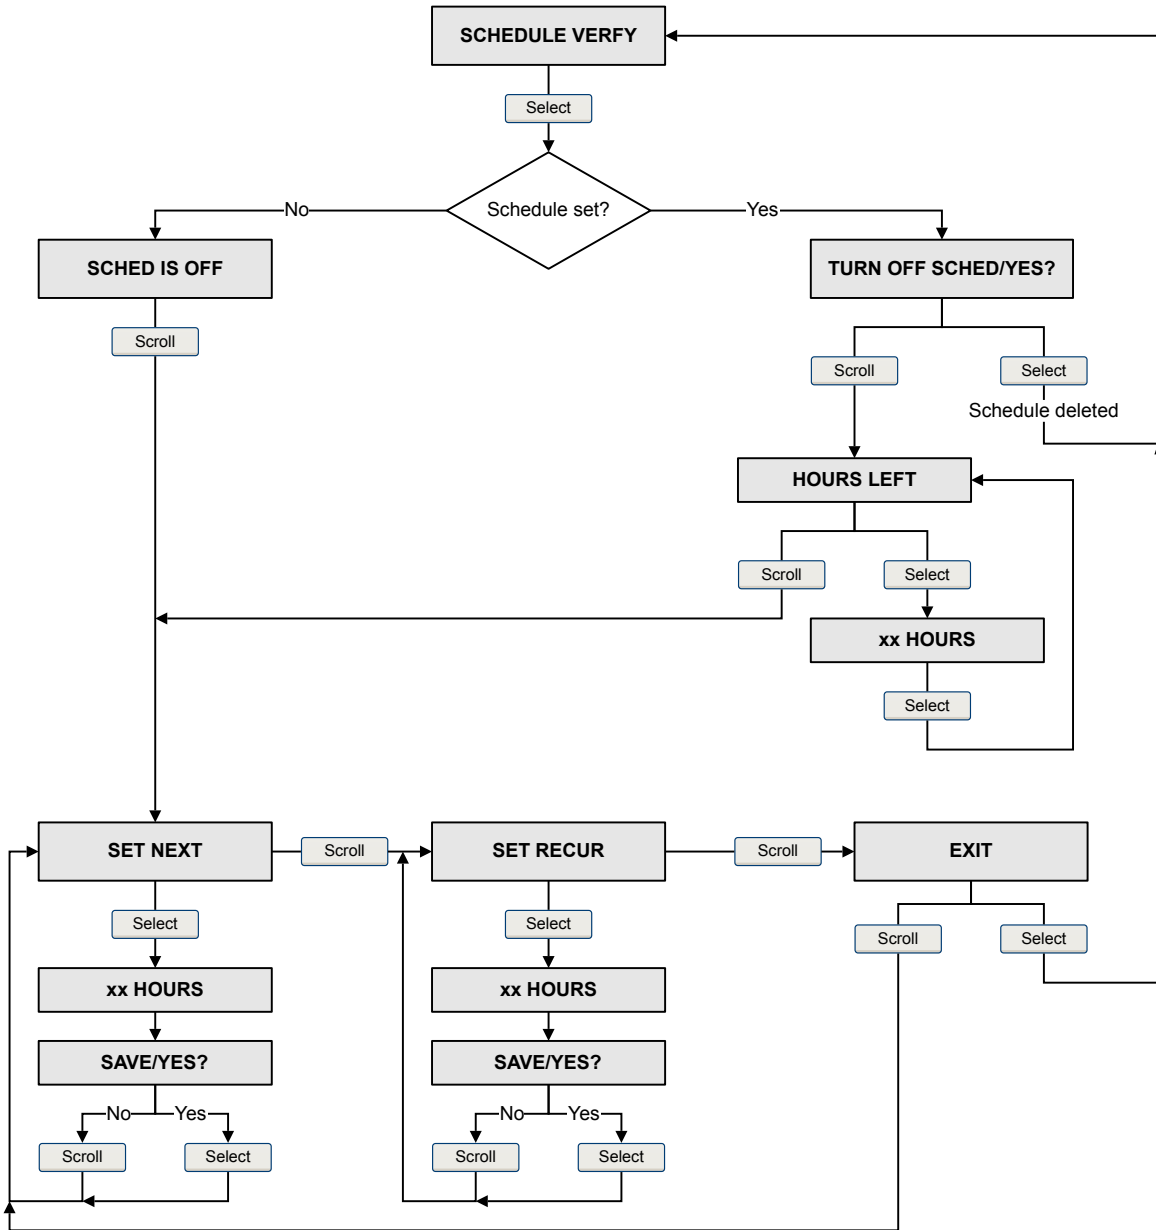 SCHEDULE VERFY
Select
Schedule set?
No
Yes
SCHED IS OFF
TURN OFF SCHED/YES?
Scroll
Scroll
Select
Schedule deleted
HOURS LEFT
Scroll
Select
xx HOURS
Select
SET NEXT
Scroll
SET RECUR
Scroll
EXIT
Select
Select
Scroll
Select
xx HOURS
xx HOURS
SAVE/YES?
SAVE/YES?
No
Yes
No
Yes
Scroll
Select
Scroll
Select